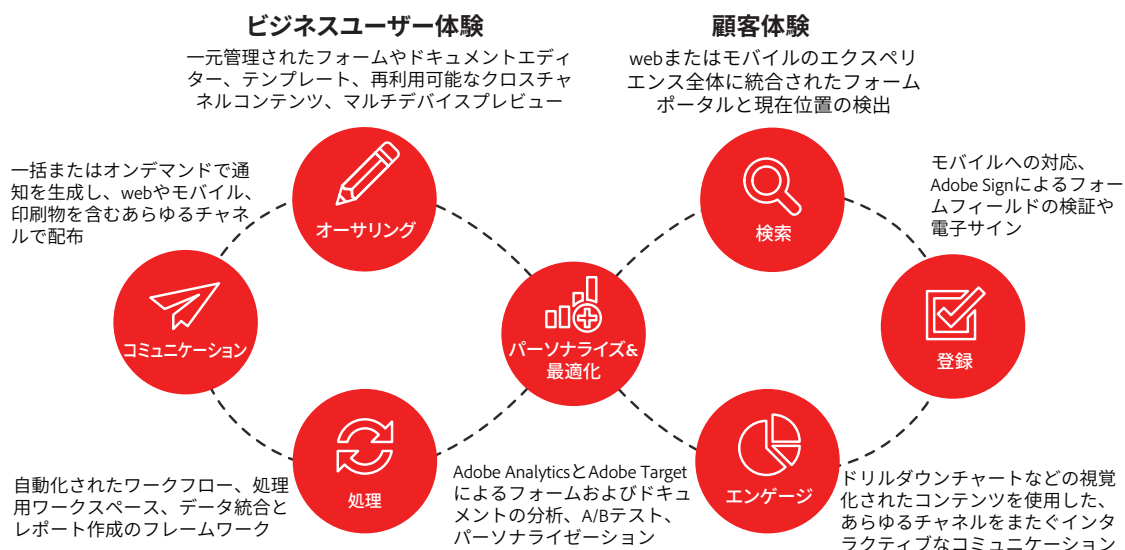 ビジネスユーザー体験
一元管理されたフォームやドキュメントエディ
ター、テンプレート、再利用可能なクロスチャ
ネルコンテンツ、マルチデバイスプレビュー
顧客体験
webまたはモバイルのエクスペリ
エンス全体に統合されたフォーム
ポータルと現在位置の検出
一括またはオンデマンドで通
知を生成し、webやモバイル、
印刷物を含むあらゆるチャネ
ルで配布
オーサリング
検索
モバイルへの対応、
Adobe Signによるフォー
ムフィールドの検証や
電子サイン
コミュニケーション
パーソナライズ&
最適化
登録
処理
エンゲージ
自動化されたワークフロー、処理
用ワークスペース、データ統合と
レポート作成のフレームワーク
Adobe AnalyticsとAdobe Target
によるフォームおよびドキュ
メントの分析、A/Bテスト、
パーソナライゼーション
ドリルダウンチャートなどの視覚
化されたコンテンツを使用した、
あらゆるチャネルをまたぐインタ
ラクティブなコミュニケーション